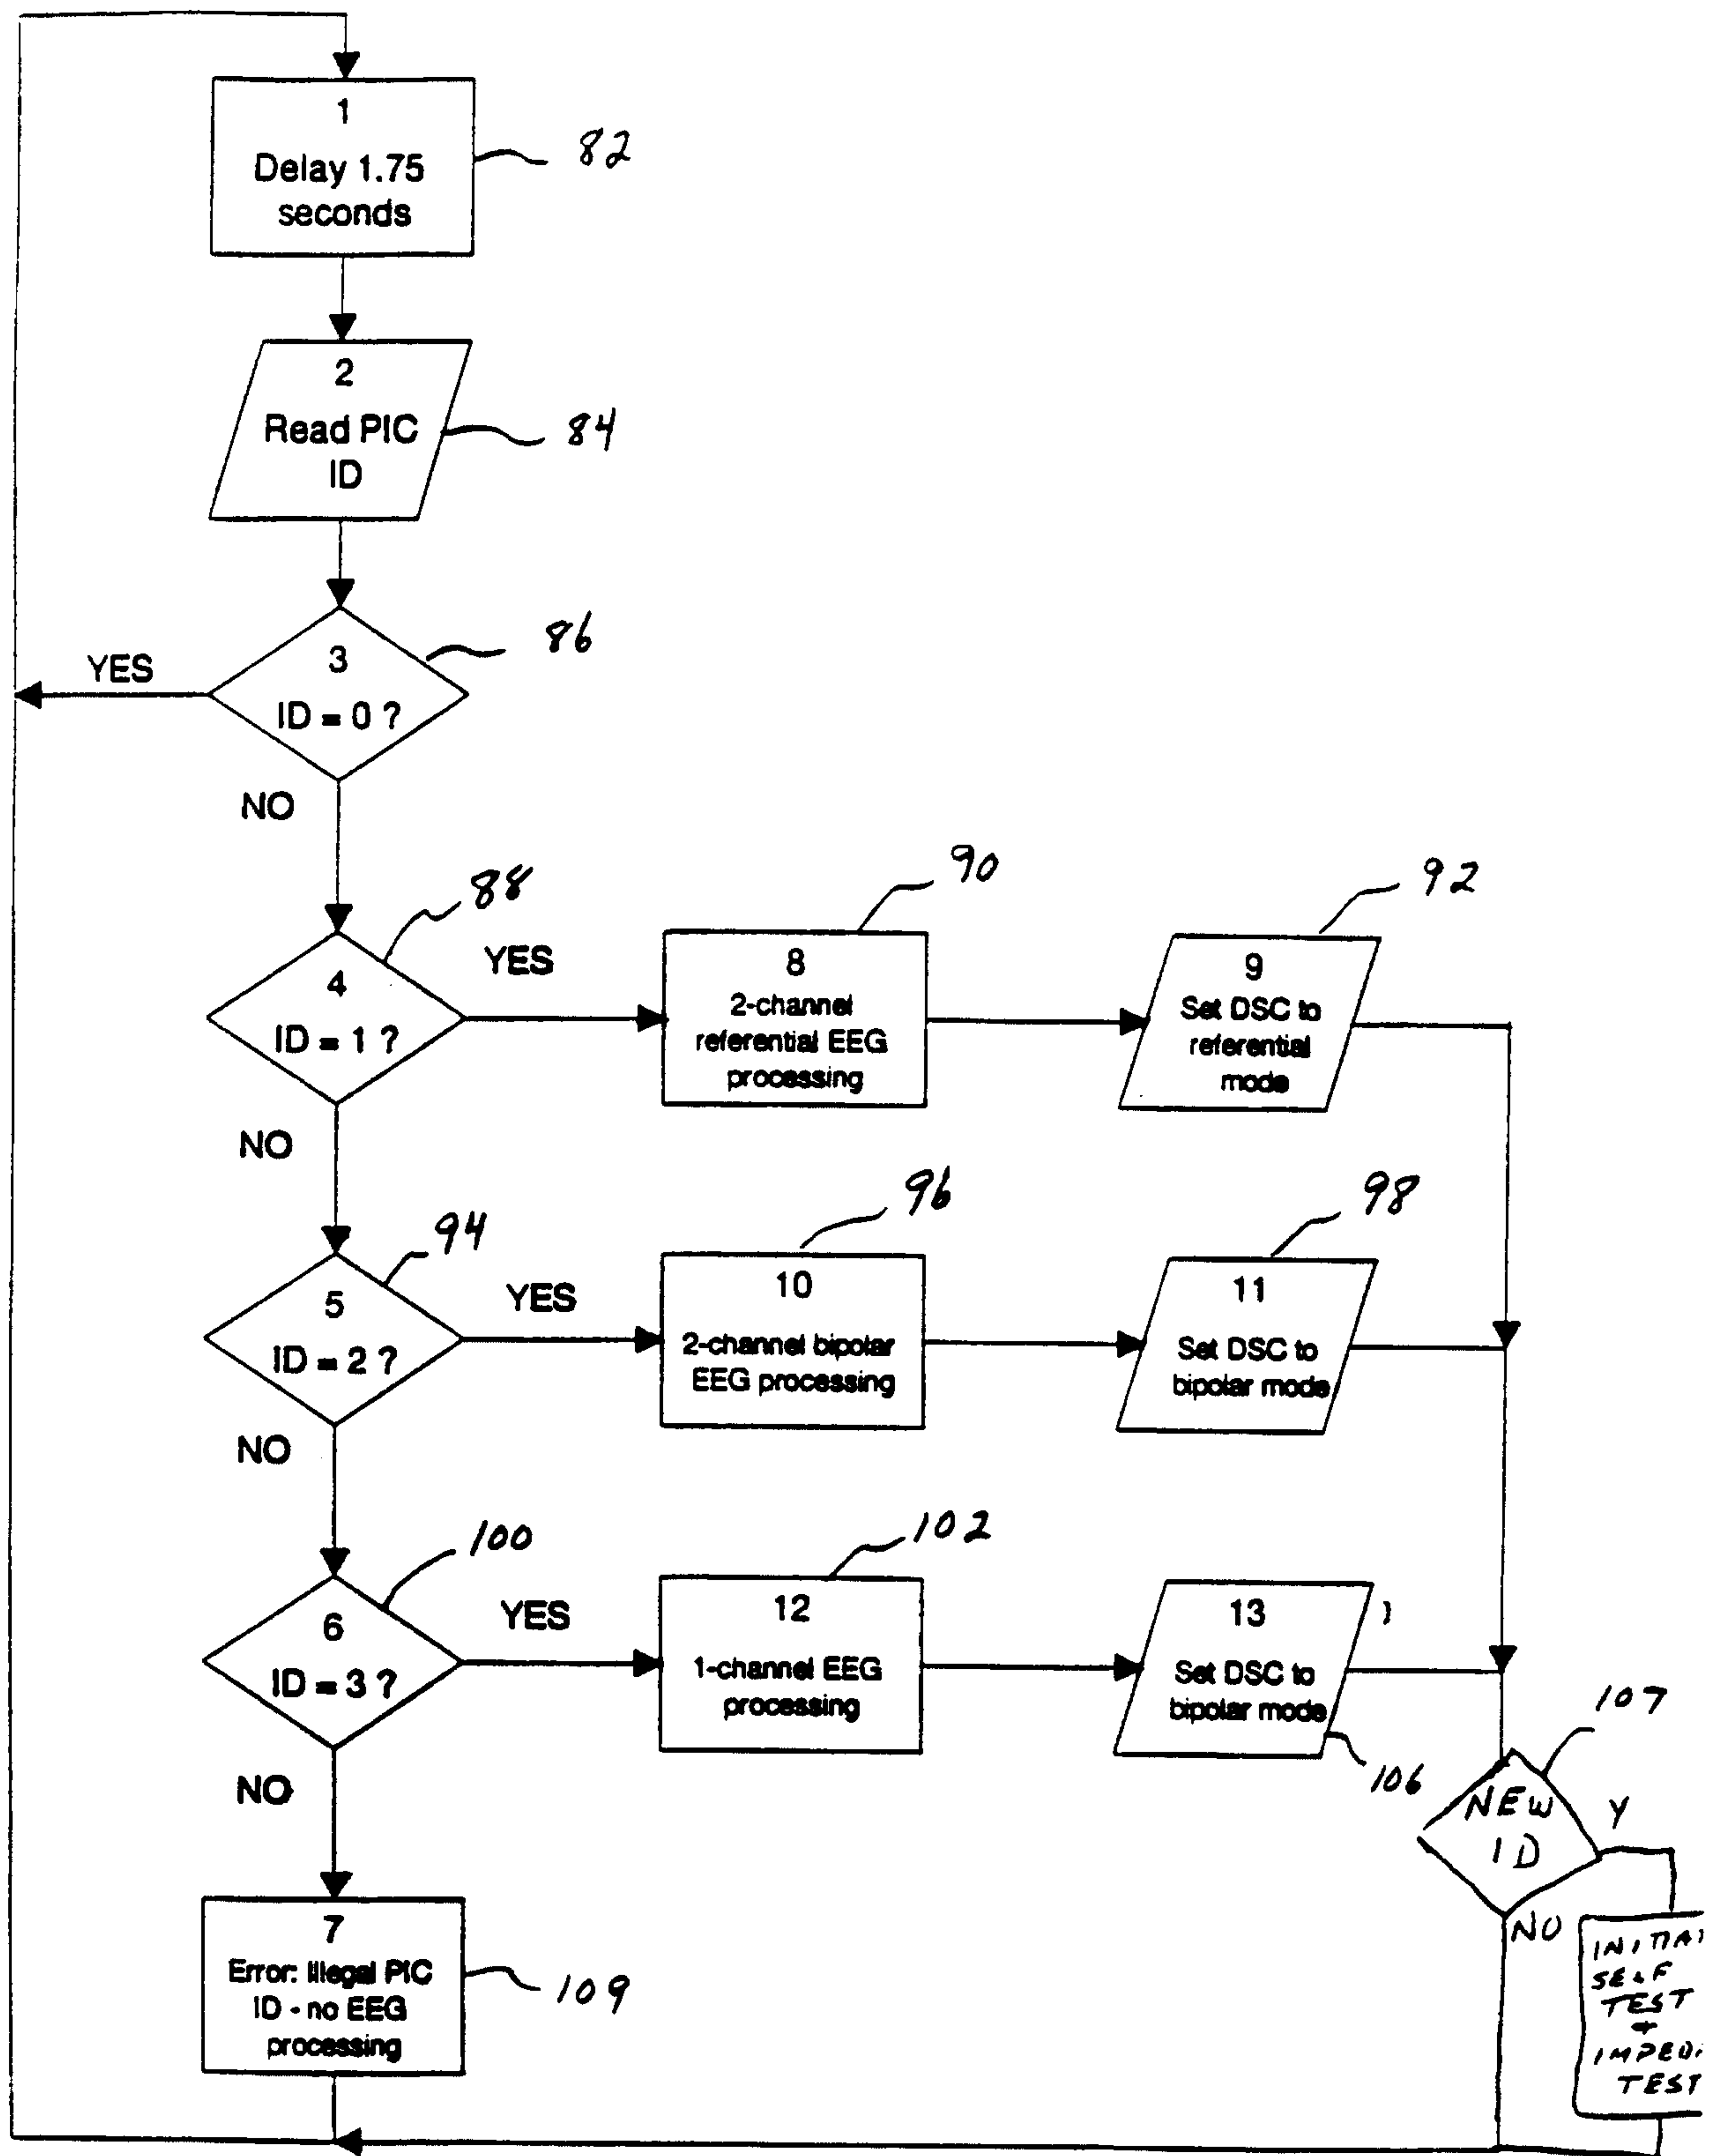 1
Delay 1.75
seconds
82
2
Read PIC
ID
84
3
ID = 0 ?
86
YES
NO
88
90
92
4
ID = 1 ?
YES
8
2-channel
referential EEG
processing
9
Set DSC to
referential
mode
NO
94
96
98
5
ID = 2 ?
YES
10
2-channel bipolar
EEG processing
11
Set DSC to
bipolar mode
NO
100
102
6
ID = 3 ?
YES
12
1-channel EEG
processing
13
Set DSC to
bipolar mode
106
107
NEW
ID
Y
NO
NO
7
Error: Illegal PIC
ID - no EEG
processing
109
SELF
TEST
+
TEST